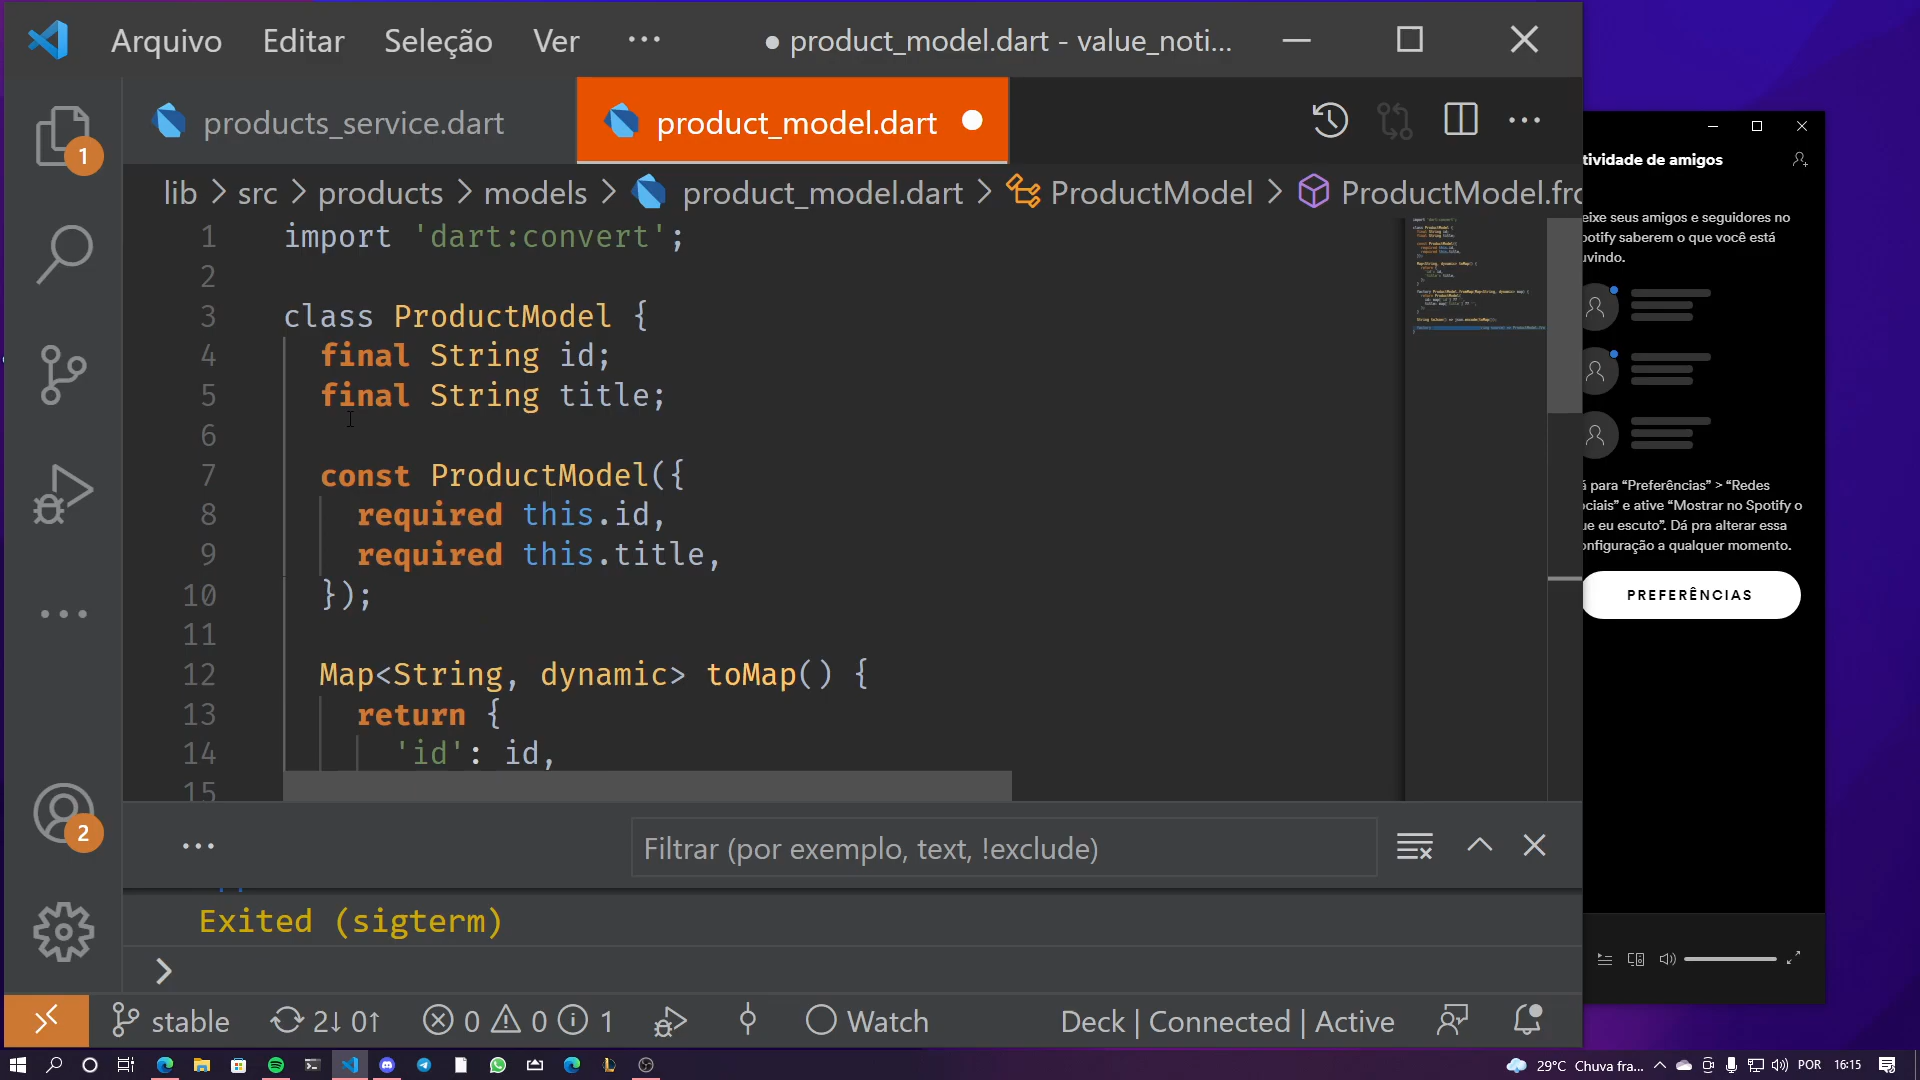 Arquivo Editar Seleção Ver ··· ● product_model.dart - value_noti...
products_service.dart product_model.dart
lib > src > products > models > product_model.dart > ProductModel > ProductModel.fro
1 import 'dart:convert';
2
3 class ProductModel {
4 final String id;
5 final String title;
6
7 const ProductModel({
8 required this.id,
9 required this.title,
10 });
11
12 Map<String, dynamic> toMap() {
13 return {
14 'id': id,
15
1
2
Filtrar (por exemplo, text, !exclude)
Exited (sigterm)
>
stable 2↓ 0↑ 0 0 1 Watch Deck | Connected | Active
tividade de amigos
eixe seus amigos e seguidores no
potify saberem o que você está
uvindo.
á para “Preferências” > “Redes
ociais” e ative “Mostrar no Spotify o
ue eu escuto”. Dá pra alterar essa
onfiguração a qualquer momento.
PREFERÊNCIAS
29°C Chuva fra... POR 16:15